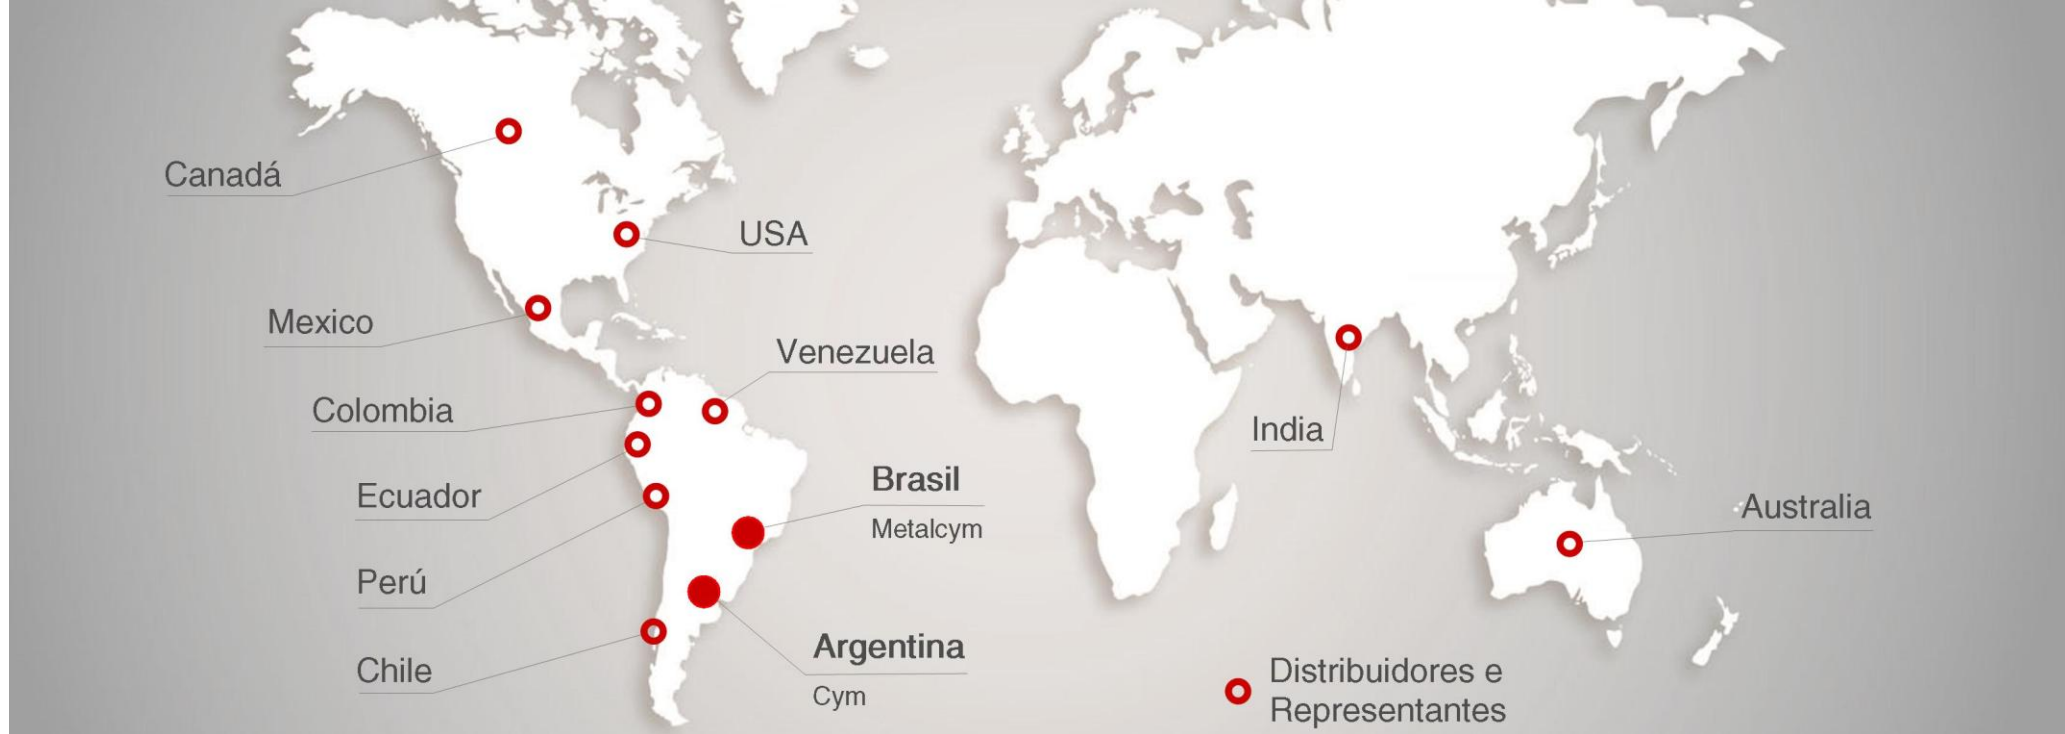 Canadá
USA
Mexico
Venezuela
Colombia
India
Brasil
Metalcym
Ecuador
Australia
Perú
Argentina
Cym
Chile
Distribuidores e
Representantes